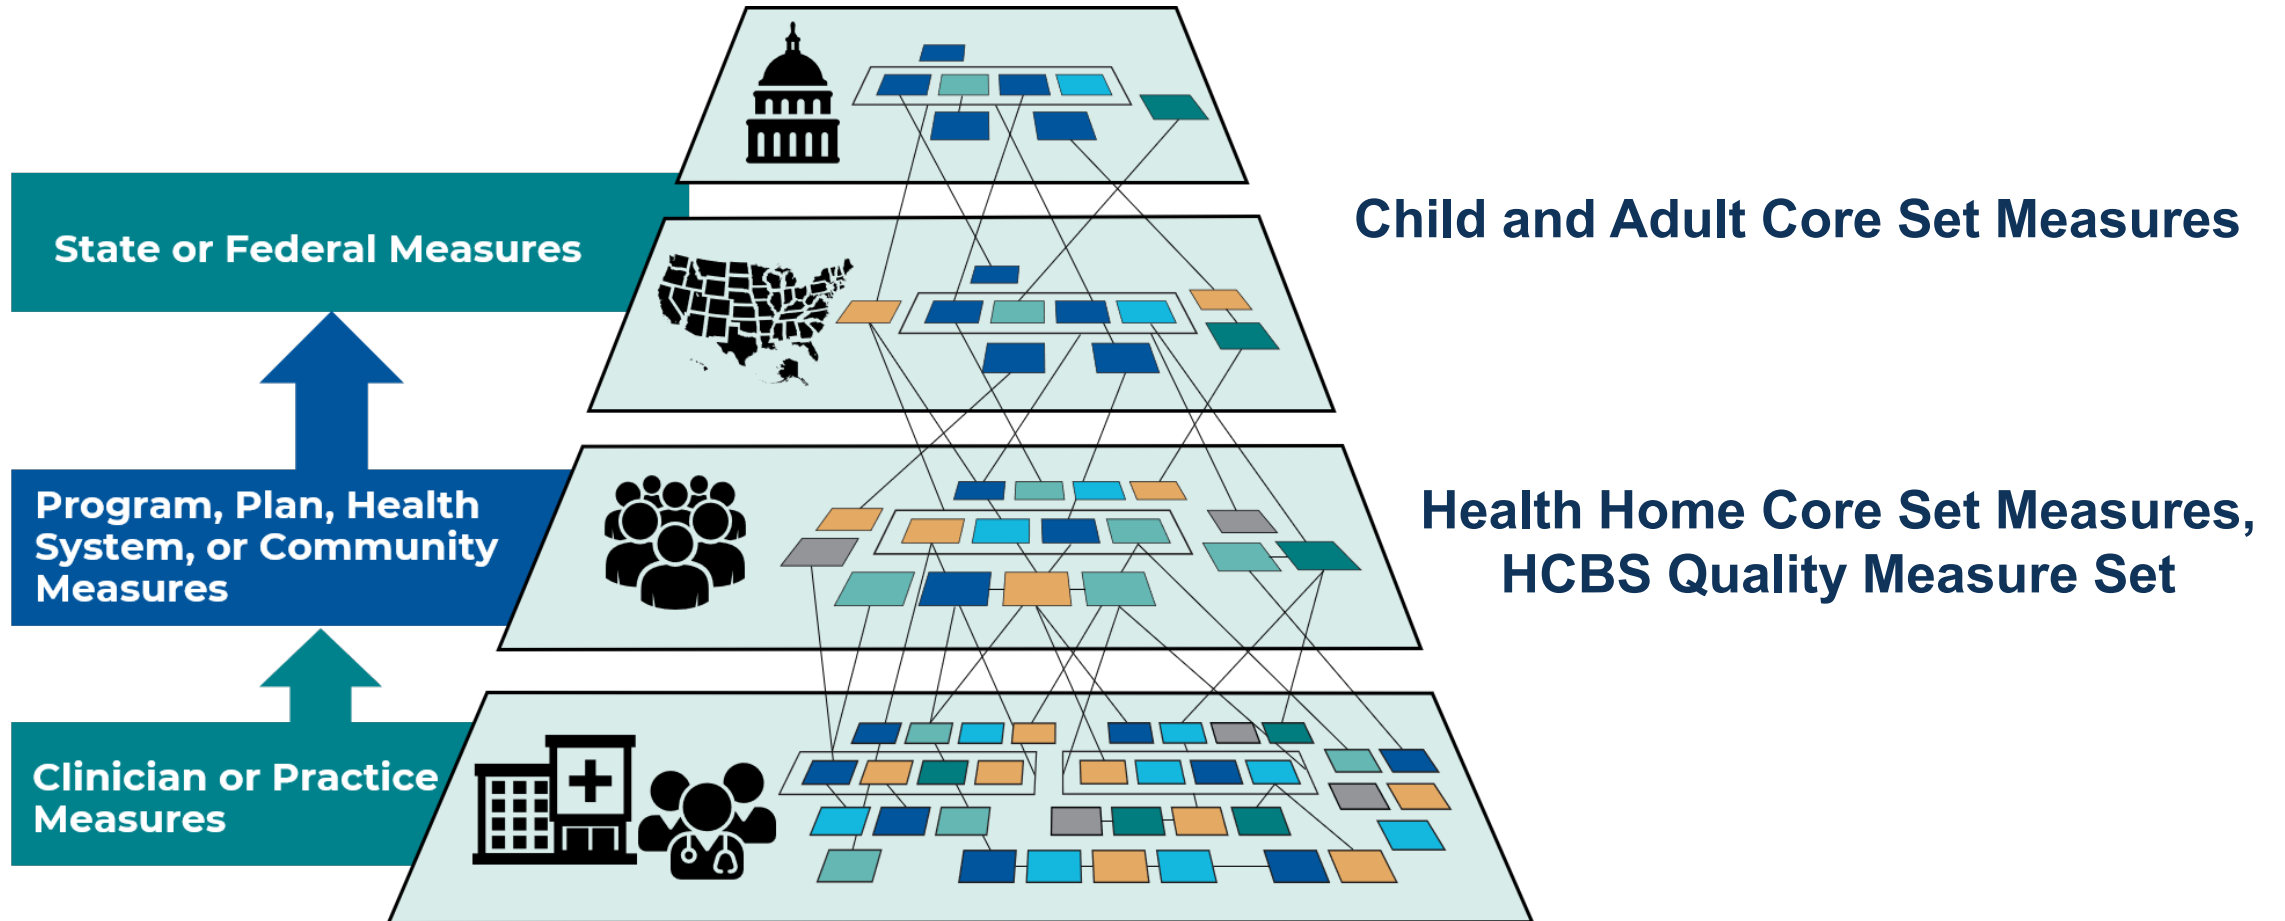 State or Federal Measures
Child and Adult Core Set Measures
Program, Plan, Health
System, or Community
Measures
Health Home Core Set Measures,
HCBS Quality Measure Set
Clinician or Practice
Measures